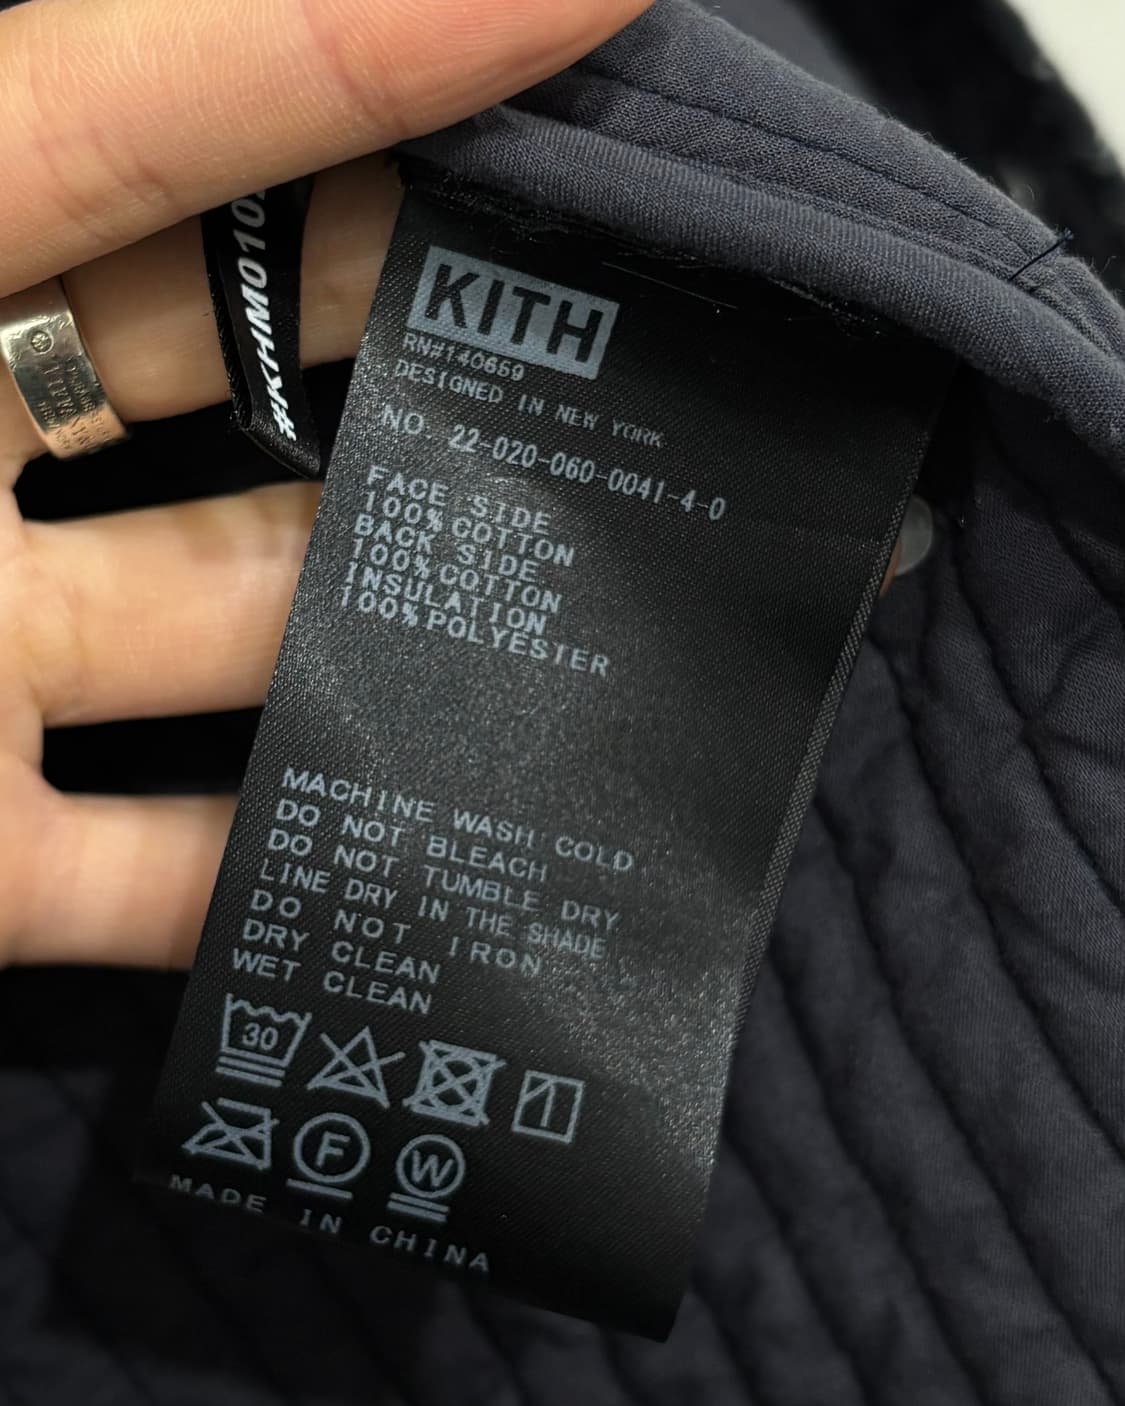 #KHM010
KITH
RN#140659
DESIGNED IN NEW YORK
NO. 22-020-060-0041-4-0
FACE SIDE
100%COTTON
BACK SIDE
100%COTTON
INSULATION
100%POLYESTER
MACHINE WASH COLD
DO NOT BLEACH
DO NOT TUMBLE DRY
LINE DRY IN THE SHADE
DO NOT IRON
DRY CLEAN
WET CLEAN
30
F
W
MADE IN CHINA